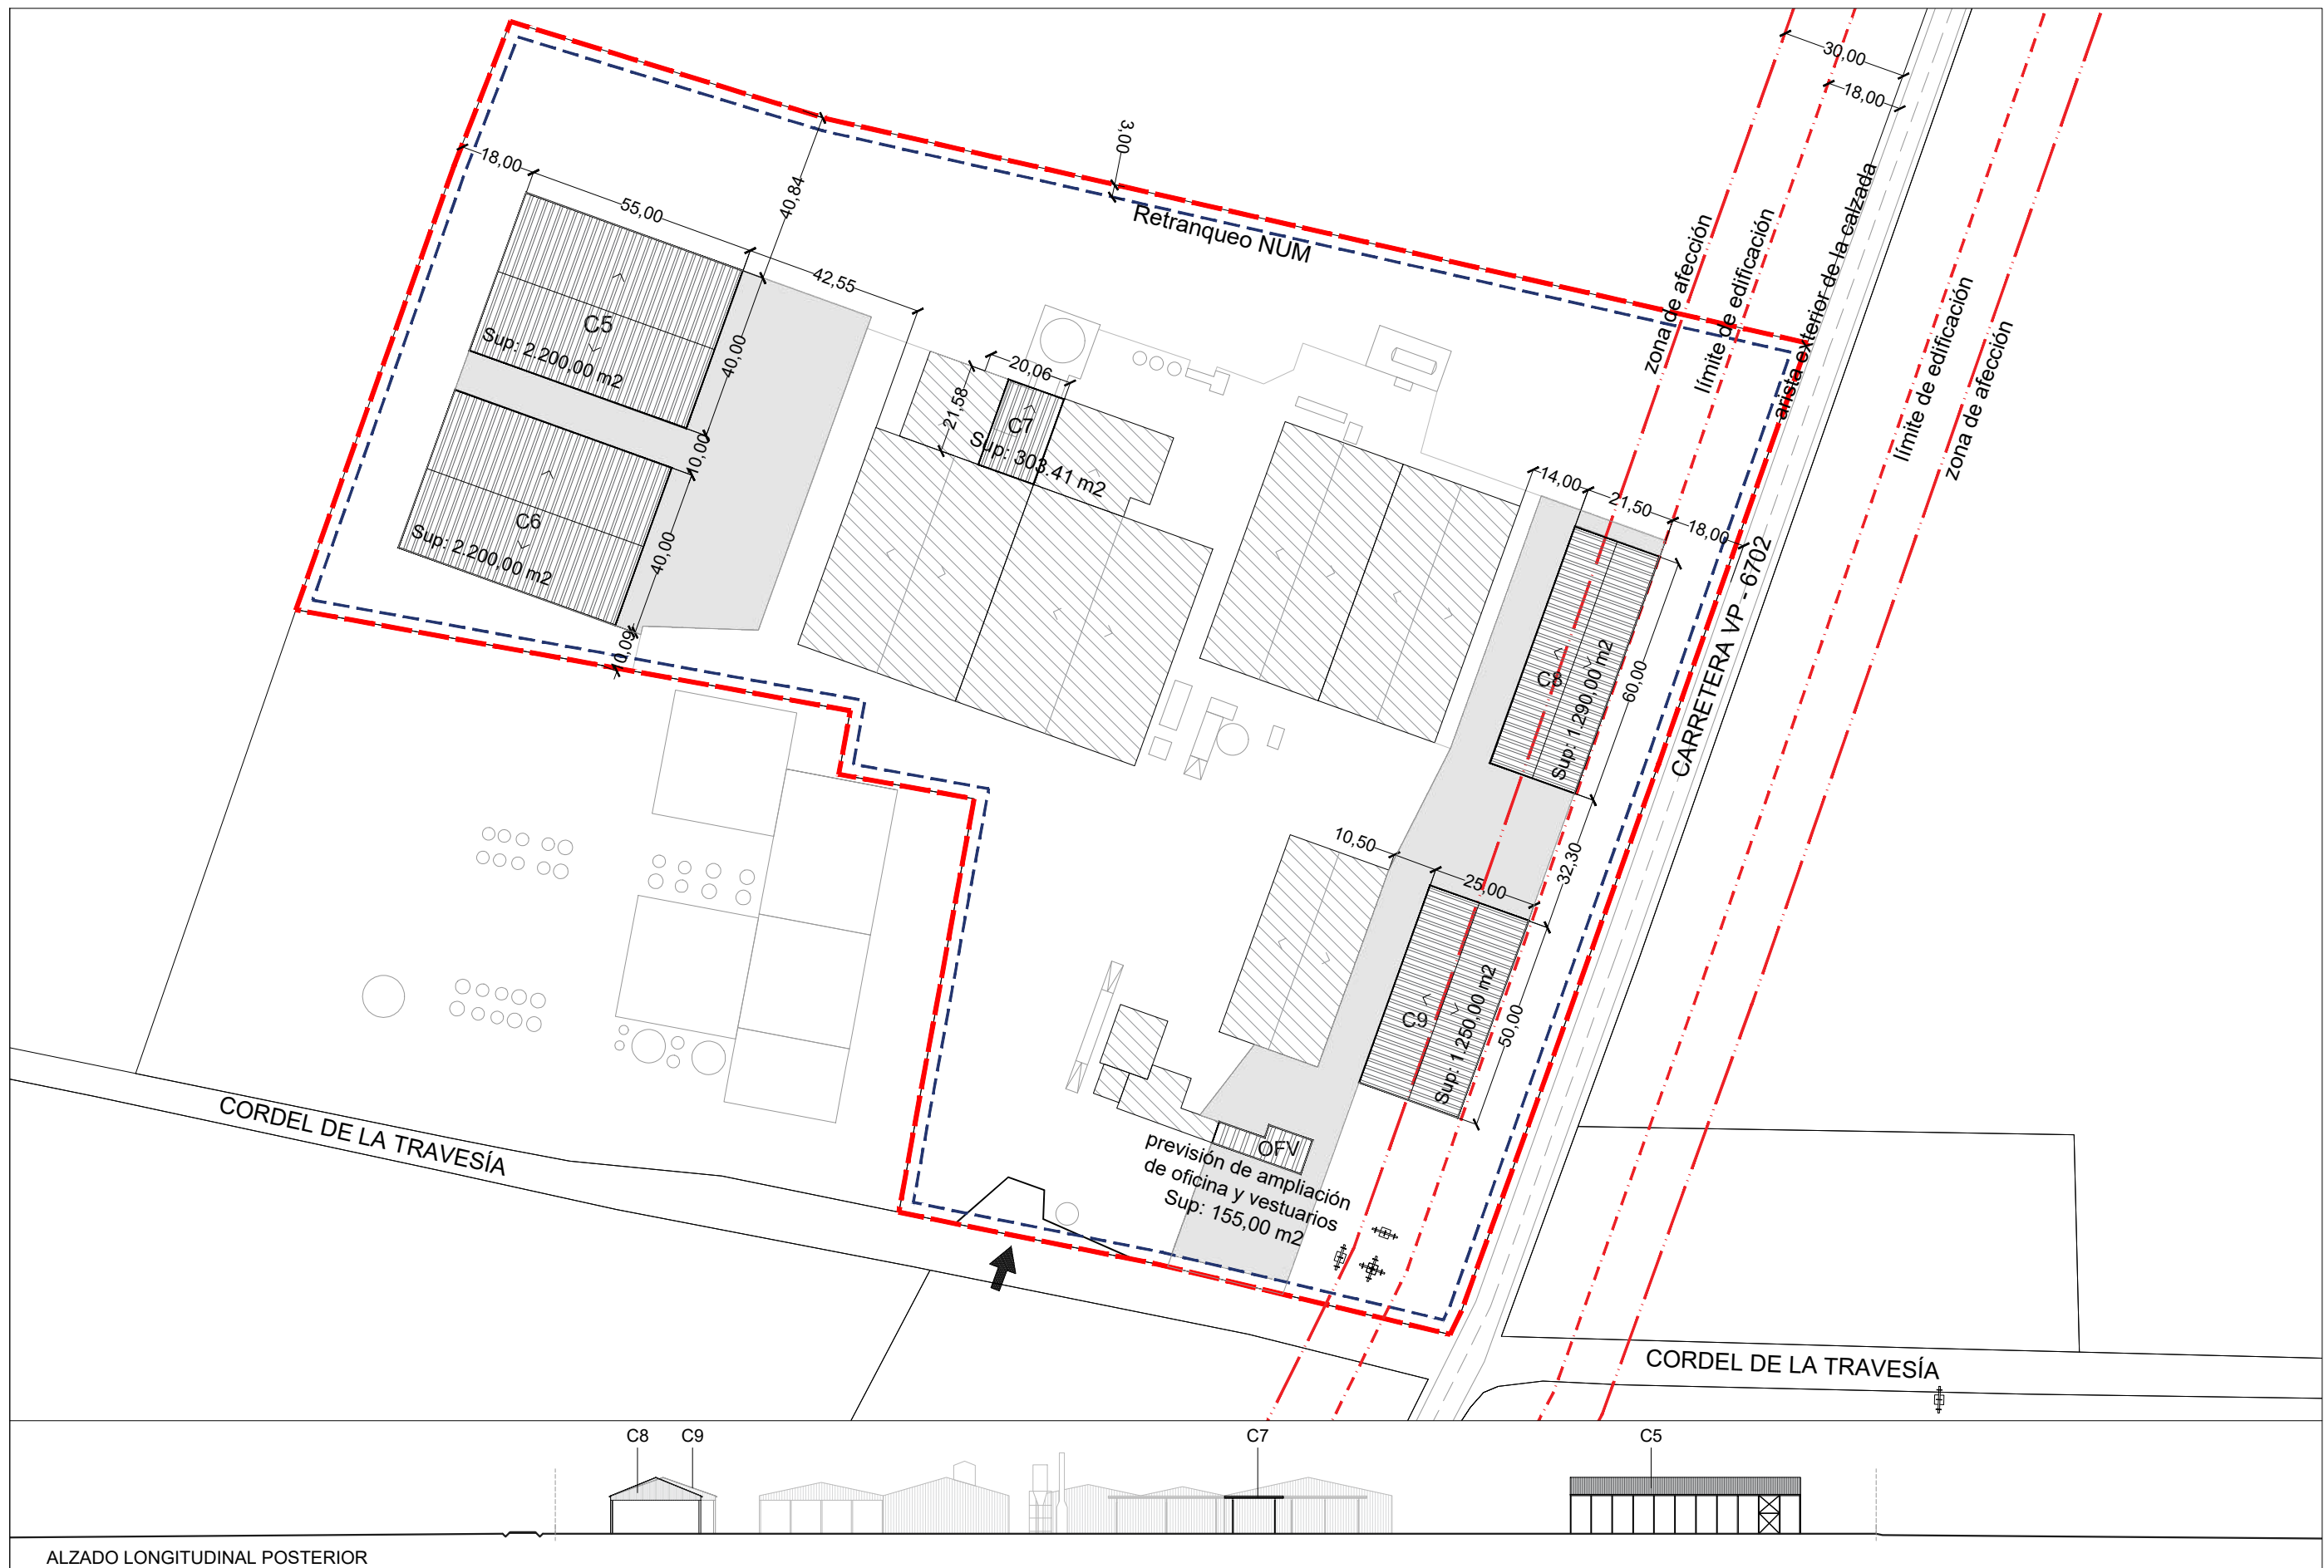 30,00
18,00
3,00
18,00
55,00
40,84
42,55
Retranqueo NUM
zona de afección
límite de edificación
arista exterior de la calzada
límite de edificación
zona de afección
C5
Sup: 2.200,00 m2
40,00
20,06
21,58
C7
Sup: 303.41 m2
10,00
C6
Sup: 2.200,00 m2
40,00
10,09
14,00
21,50
18,00
C8
Sup: 1.290,00 m2
60,00
CARRETERA VP - 6702
32,30
10,50
25,00
C9
Sup: 1.250,00 m2
50,00
OFV
previsión de ampliación
de oficina y vestuarios
Sup: 155,00 m2
CORDEL DE LA TRAVESÍA
CORDEL DE LA TRAVESÍA
C8
C9
C7
C5
ALZADO LONGITUDINAL POSTERIOR